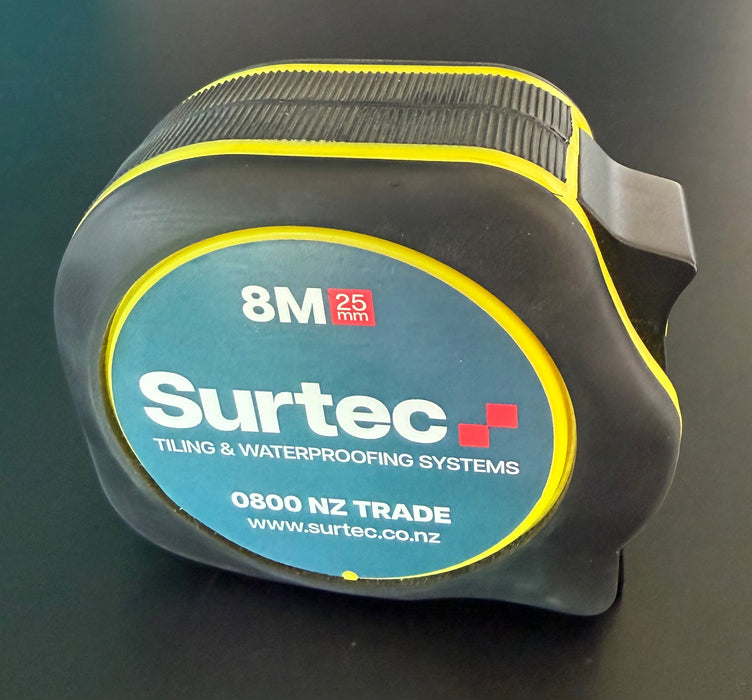 8M 25 mm
Surtec
TILING & WATERPROOFING SYSTEMS
0800 NZ TRADE
www.surtec.co.nz